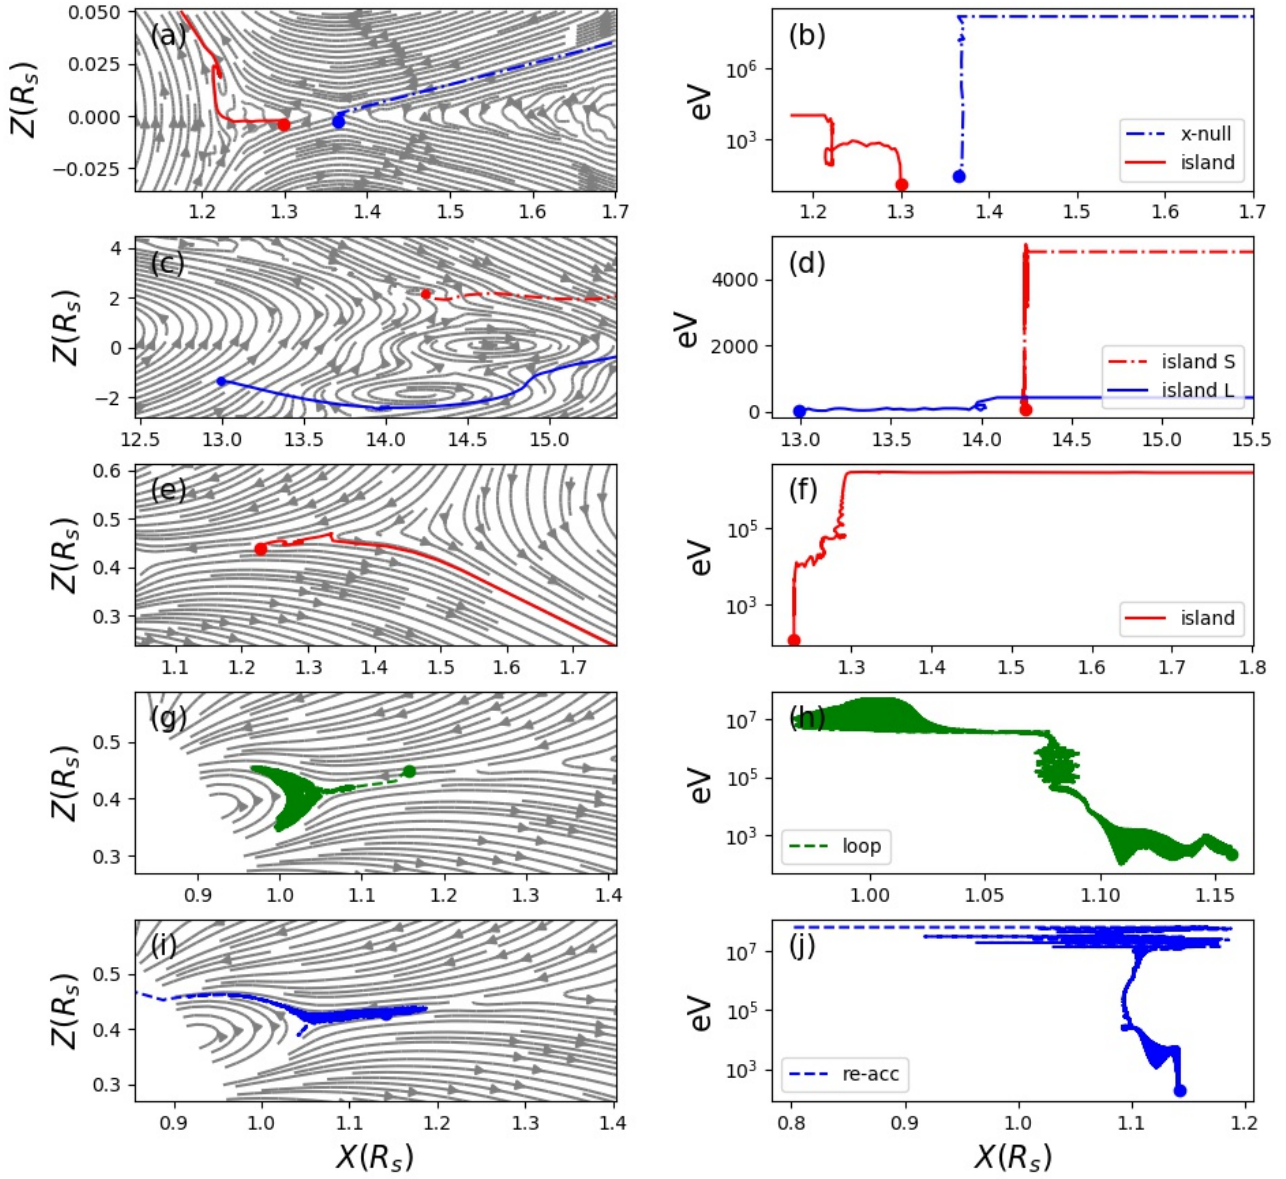 (a)
Z(R_s)
0.050
0.025
0.000
−0.025
1.2 1.3 1.4 1.5 1.6 1.7
(b)
eV
10^6
10^3
x-null
island
1.2 1.3 1.4 1.5 1.6 1.7
(c)
Z(R_s)
4
2
0
−2
12.5 13.0 13.5 14.0 14.5 15.0
(d)
eV
4000
2000
0
island S
island L
13.0 13.5 14.0 14.5 15.0 15.5
(e)
Z(R_s)
0.6
0.5
0.4
0.3
1.1 1.2 1.3 1.4 1.5 1.6 1.7
(f)
eV
10^5
10^3
island
1.3 1.4 1.5 1.6 1.7 1.8
(g)
Z(R_s)
0.5
0.4
0.3
0.9 1.0 1.1 1.2 1.3 1.4
(h)
eV
10^7
10^5
10^3
loop
1.00 1.05 1.10 1.15
(i)
Z(R_s)
0.5
0.4
0.3
0.9 1.0 1.1 1.2 1.3 1.4
X(R_s)
(j)
eV
10^7
10^5
10^3
re-acc
0.8 0.9 1.0 1.1 1.2
X(R_s)